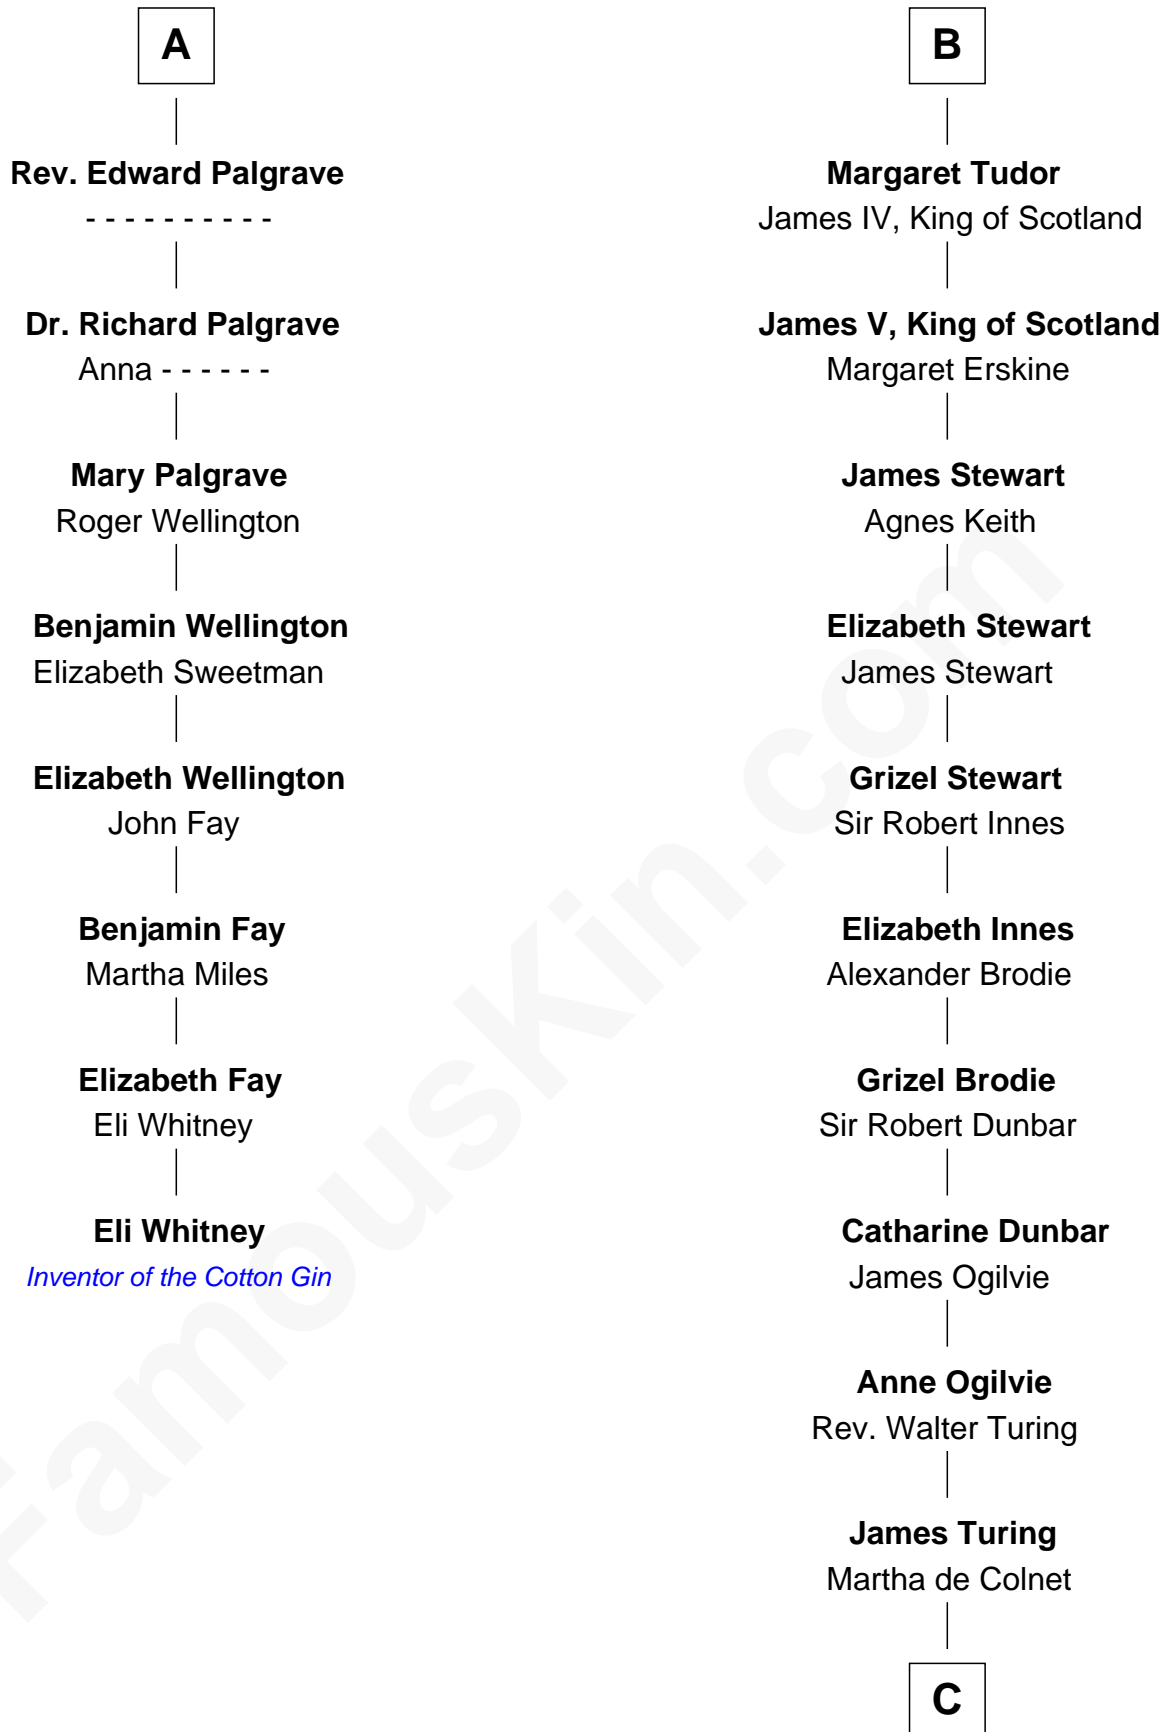 A
Rev. Edward Palgrave
- - - - - - - - - -
Dr. Richard Palgrave
Anna - - - - - -
Mary Palgrave
Roger Wellington
Benjamin Wellington
Elizabeth Sweetman
Elizabeth Wellington
John Fay
Benjamin Fay
Martha Miles
Elizabeth Fay
Eli Whitney
Eli Whitney
Inventor of the Cotton Gin
B
Margaret Tudor
James IV, King of Scotland
James V, King of Scotland
Margaret Erskine
James Stewart
Agnes Keith
Elizabeth Stewart
James Stewart
Grizel Stewart
Sir Robert Innes
Elizabeth Innes
Alexander Brodie
Grizel Brodie
Sir Robert Dunbar
Catharine Dunbar
James Ogilvie
Anne Ogilvie
Rev. Walter Turing
James Turing
Martha de Colnet
C
FamousKin.com